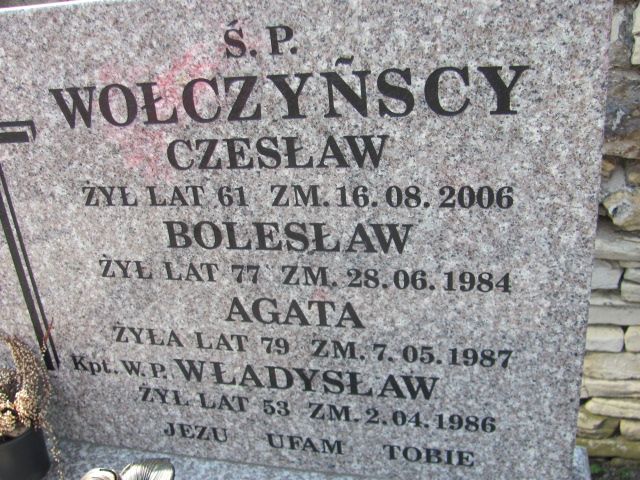 Ś. P.
WOŁCZYÑSCY
CZESŁAW
ŻYŁ LAT 61 ZM. 16.08.2006
BOLESŁAW
ŻYŁ LAT 77 ZM. 28.06.1984
AGATA
ŻYŁA LAT 79 ZM. 7.05.1987
Kpt. W.P. WŁADYSŁAW
ŻYŁ LAT 53 ZM. 2.04.1986
JEZU UFAM TOBIE